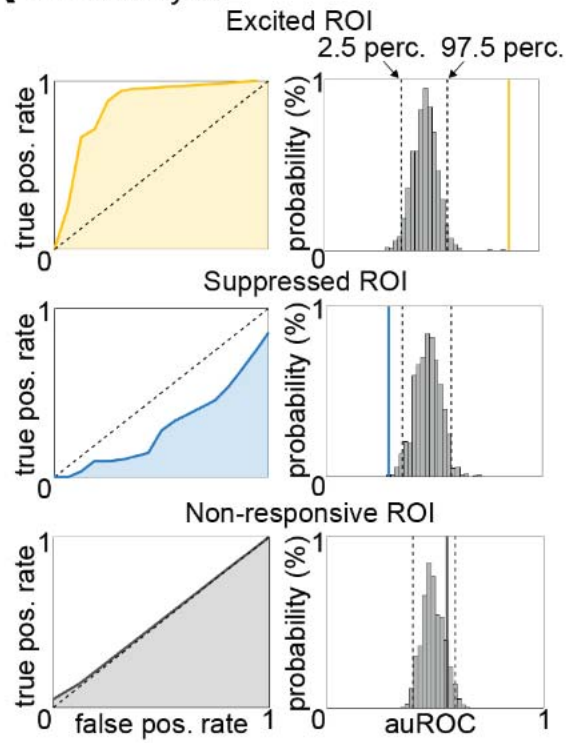 Excited ROI
2.5 perc. 97.5 perc.
1
true pos. rate
0
1
probability (%)
0
Suppressed ROI
1
true pos. rate
0
1
probability (%)
0
Non-responsive ROI
1
true pos. rate
0 false pos. rate 1
1
probability (%)
0 auROC 1